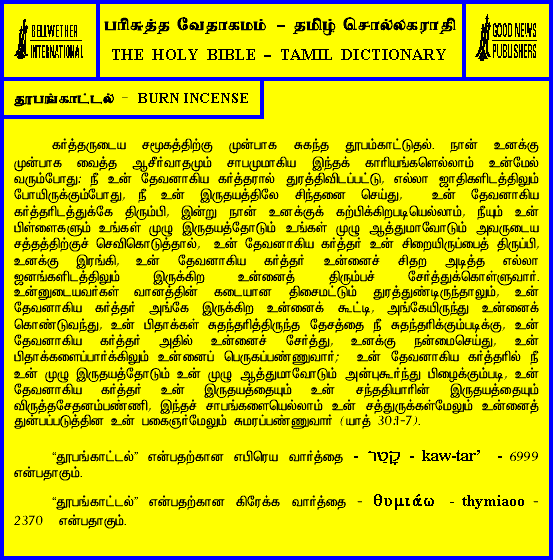 BELLWETHER
INTERNATIONAL
பரிசுத்த வேதாகமம் – தமிழ் சொல்லகராதி
THE HOLY BIBLE – TAMIL DICTIONARY
GOOD NEWS
PUBLISHERS
தூபங்காட்டல் – BURN INCENSE
கர்த்தருடைய சமூகத்திற்கு முன்பாக சுகந்த தூபம்காட்டுதல். நான் உனக்கு
முன்பாக வைத்த ஆசீர்வாதமும் சாபமுமாகிய இந்தக் காரியங்களெல்லாம் உன்மேல்
வரும்போது: நீ உன் தேவனாகிய கர்த்தரால் துரத்திவிடப்பட்டு, எல்லா ஜாதிகளிடத்திலும்
போயிருக்கும்போது, நீ உன் இருதயத்திலே சிந்தனை செய்து, உன் தேவனாகிய
கர்த்தரிடத்துக்கே திரும்பி, இன்று நான் உனக்குக் கற்பிக்கிறபடியெல்லாம், நீயும் உன்
பிள்ளைகளும் உங்கள் முழு இருதயத்தோடும் உங்கள் முழு ஆத்துமாவோடும் அவருடைய
சத்தத்திற்குச் செவிகொடுத்தால், உன் தேவனாகிய கர்த்தர் உன் சிறையிருப்பைத் திருப்பி,
உனக்கு இரங்கி, உன் தேவனாகிய கர்த்தர் உன்னைச் சிதற அடித்த எல்லா
ஜனங்களிடத்திலும் இருக்கிற உன்னைத் திரும்பச் சேர்த்துக்கொள்ளுவார்.
உன்னுடையவர்கள் வானத்தின் கடையான திசைமட்டும் துரத்துண்டிருந்தாலும், உன்
தேவனாகிய கர்த்தர் அங்கே இருக்கிற உன்னைக் கூட்டி, அங்கேயிருந்து உன்னைக்
கொண்டுவந்து, உன் பிதாக்கள் சுதந்தரித்திருந்த தேசத்தை நீ சுதந்தரிக்கும்படிக்கு, உன்
தேவனாகிய கர்த்தர் அதில் உன்னைச் சேர்த்து, உனக்கு நன்மைசெய்து, உன்
பிதாக்களைப்பார்க்கிலும் உன்னைப் பெருகப்பண்ணுவார்; உன் தேவனாகிய கர்த்தரில் நீ
உன் முழு இருதயத்தோடும் உன் முழு ஆத்துமாவோடும் அன்புகூர்ந்து பிழைக்கும்படி, உன்
தேவனாகிய கர்த்தர் உன் இருதயத்தையும் உன் சந்ததியாரின் இருதயத்தையும்
விருத்தசேதனம்பண்ணி, இந்தச் சாபங்களையெல்லாம் உன் சத்துருக்கள்மேலும் உன்னைத்
துன்பப்படுத்தின உன் பகைஞர்மேலும் சுமரப்பண்ணுவார் (யாத் 30:1-7).
“தூபங்காட்டல்” என்பதற்கான எபிரெய வார்த்தை - קָטַר - kaw-tar’ - 6999
என்பதாகும்.
“தூபங்காட்டல்” என்பதற்கான கிரேக்க வார்த்தை - θυμιάω - thymiaoo -
2370 என்பதாகும்.